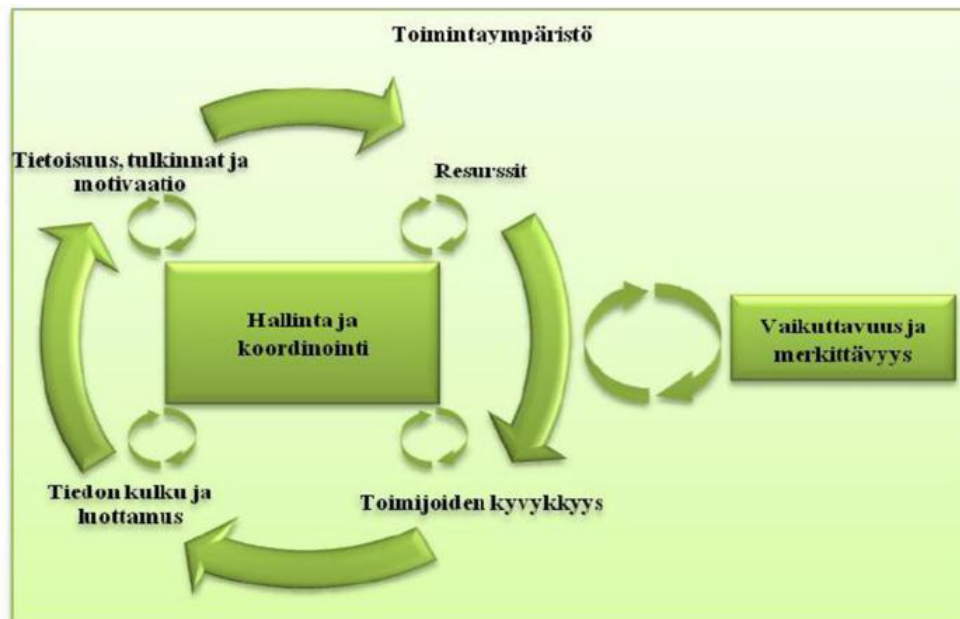 Toimintaympäristö
Tietoisuus, tulkinnat ja
motivaatio
Resurssit
Hallinta ja
koordinointi
Vaikuttavuus ja
merkittävyys
Tiedon kulku ja
luottamus
Toimijoiden kyvykkyys